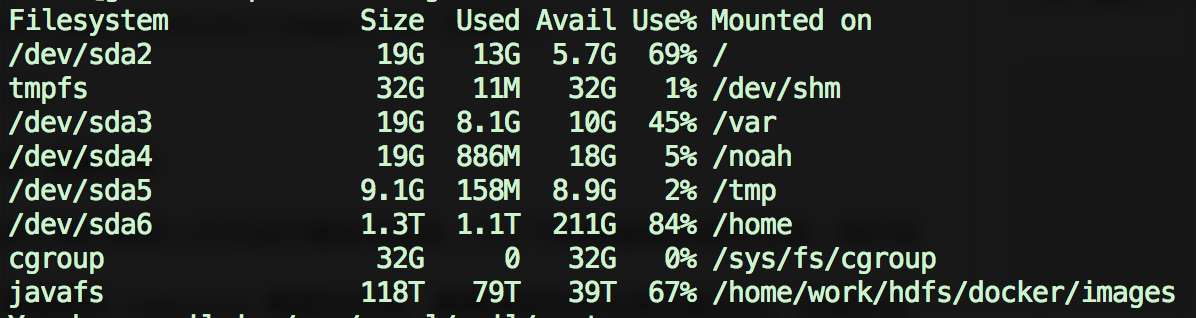 Filesystem Size Used Avail Use% Mounted on
/dev/sda2 19G 13G 5.7G 69% /
tmpfs 32G 11M 32G 1% /dev/shm
/dev/sda3 19G 8.1G 10G 45% /var
/dev/sda4 19G 886M 18G 5% /noah
/dev/sda5 9.1G 158M 8.9G 2% /tmp
/dev/sda6 1.3T 1.1T 211G 84% /home
cgroup 32G 0 32G 0% /sys/fs/cgroup
javafs 118T 79T 39T 67% /home/work/hdfs/docker/images